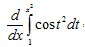 d/dx ∫₁^{x²} cos t² dt =